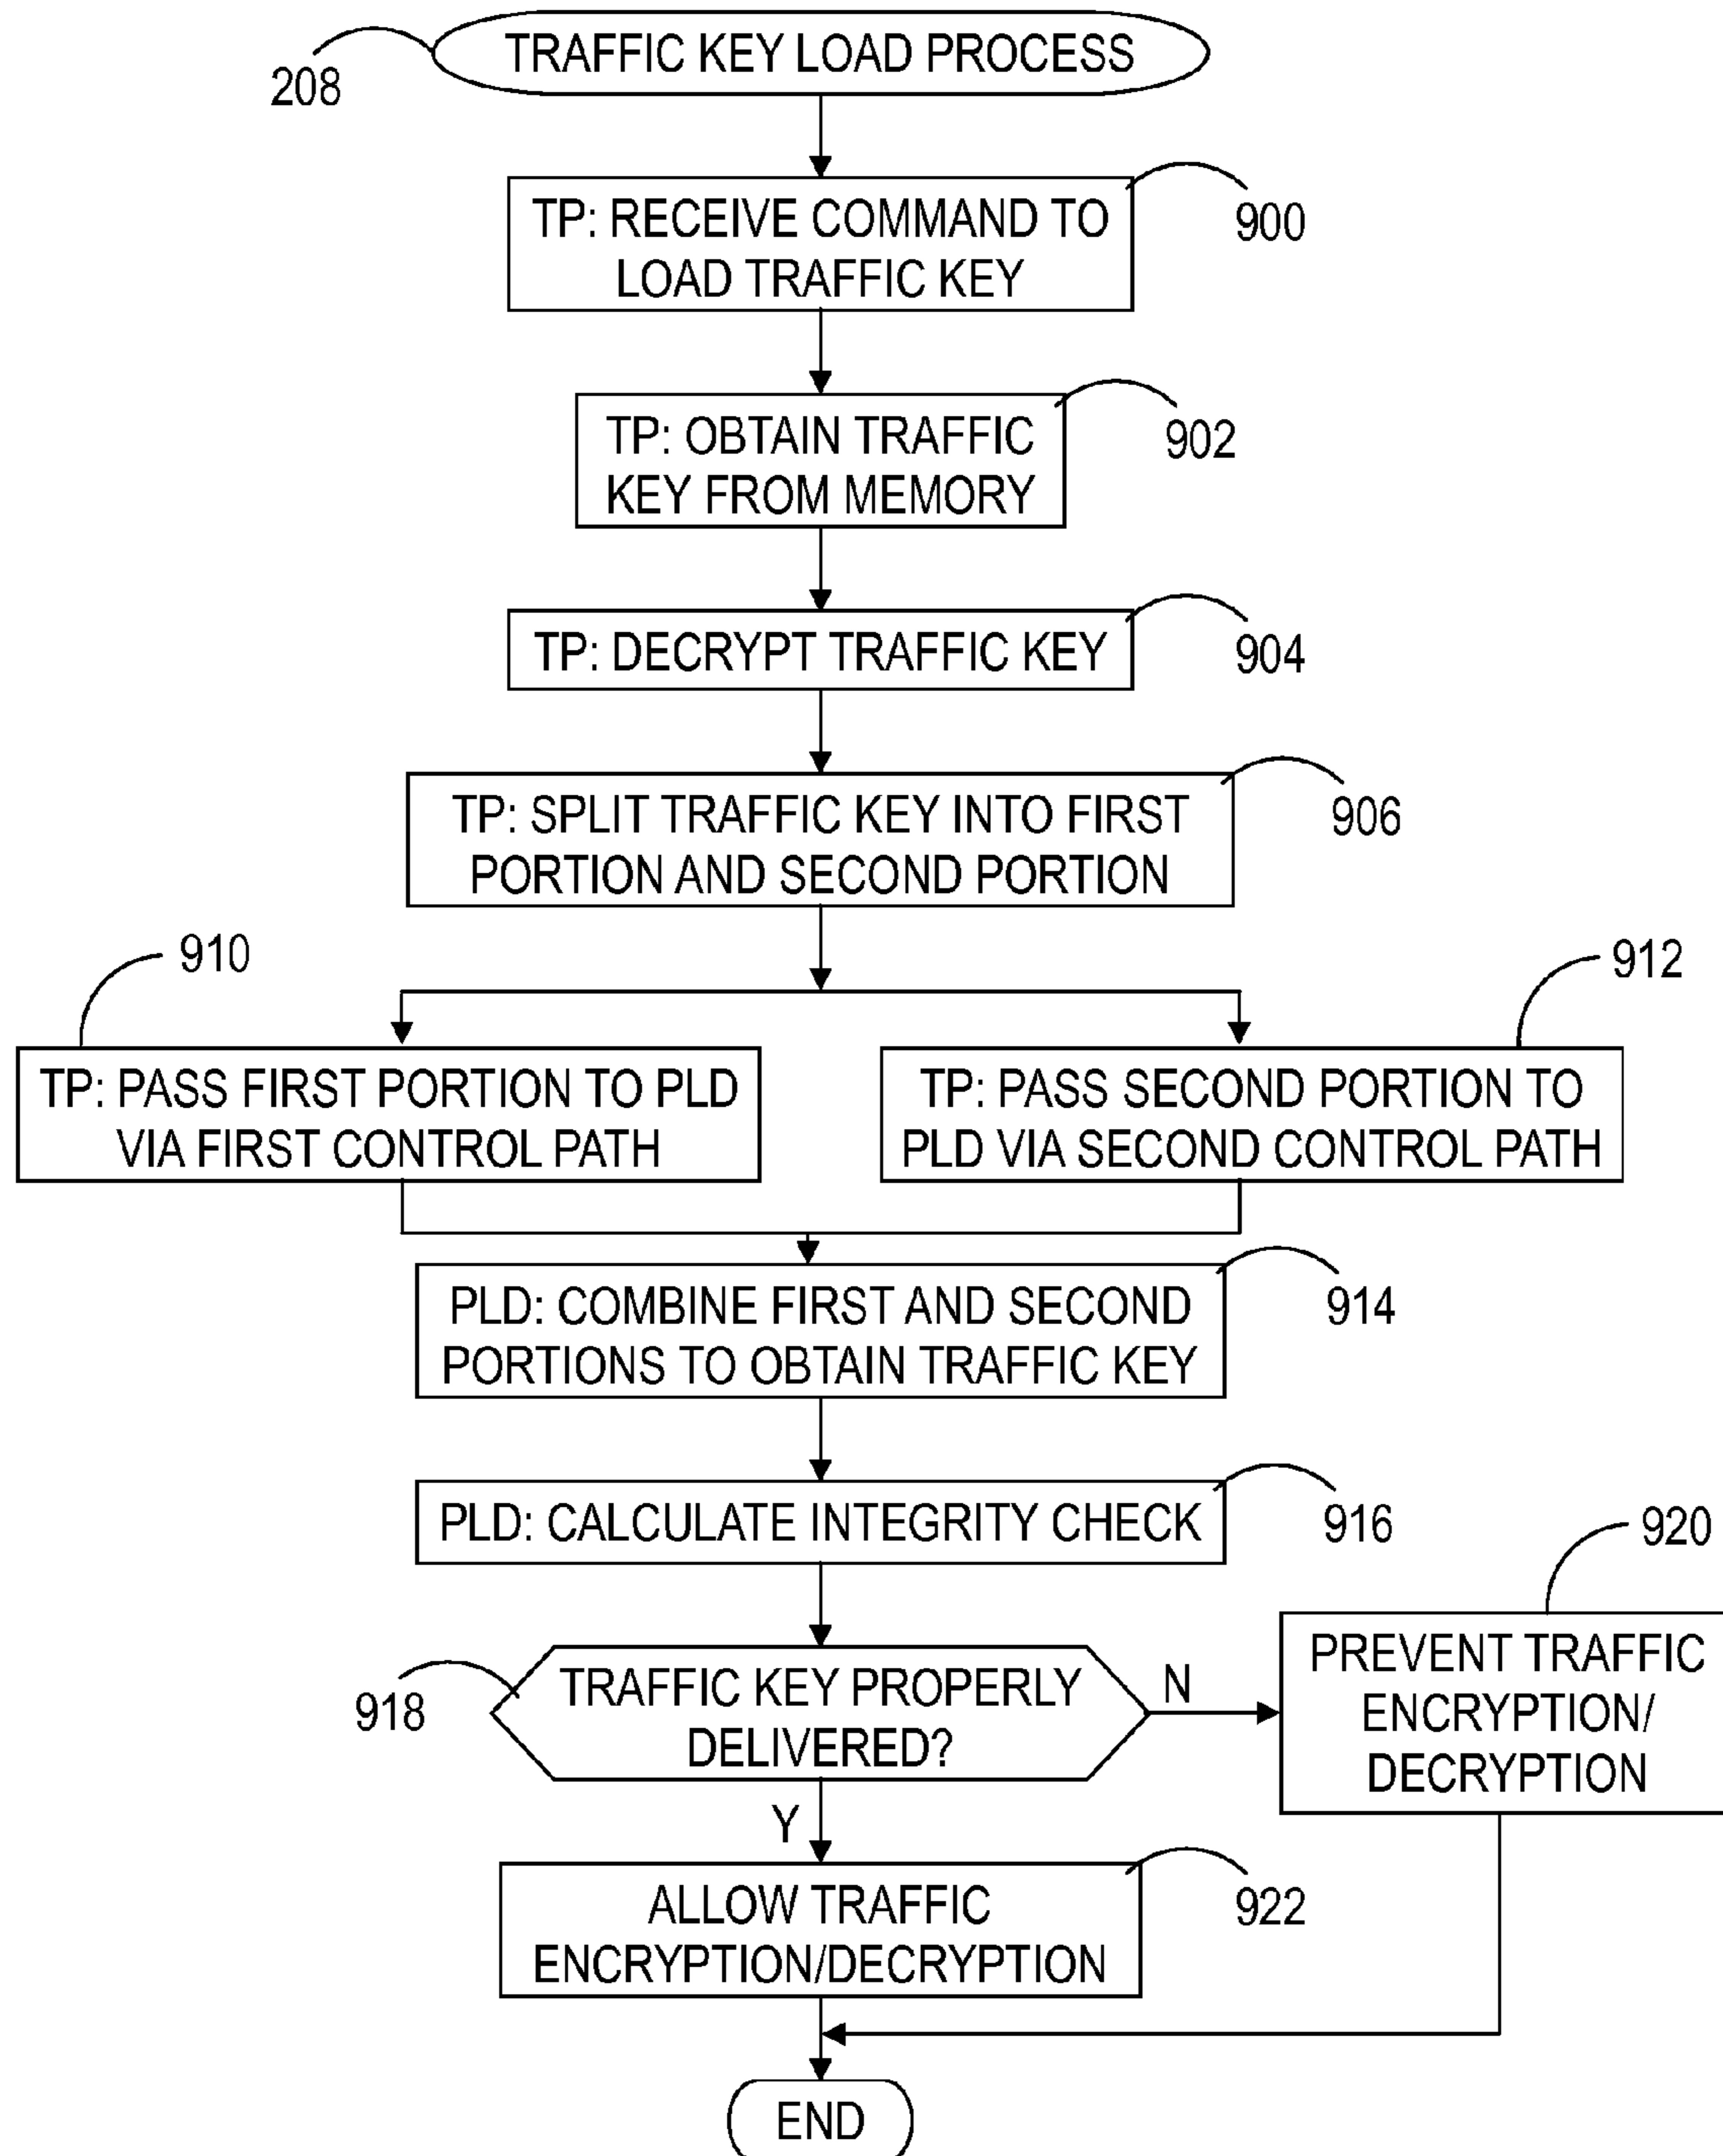 TRAFFIC KEY LOAD PROCESS
208
TP: RECEIVE COMMAND TO
LOAD TRAFFIC KEY
900
TP: OBTAIN TRAFFIC
KEY FROM MEMORY
902
TP: DECRYPT TRAFFIC KEY
904
TP: SPLIT TRAFFIC KEY INTO FIRST
PORTION AND SECOND PORTION
906
910
912
TP: PASS FIRST PORTION TO PLD
VIA FIRST CONTROL PATH
TP: PASS SECOND PORTION TO
PLD VIA SECOND CONTROL PATH
PLD: COMBINE FIRST AND SECOND
PORTIONS TO OBTAIN TRAFFIC KEY
914
PLD: CALCULATE INTEGRITY CHECK
916
920
TRAFFIC KEY PROPERLY
DELIVERED?
918
N
PREVENT TRAFFIC
ENCRYPTION/
DECRYPTION
Y
ALLOW TRAFFIC
ENCRYPTION/DECRYPTION
922
END